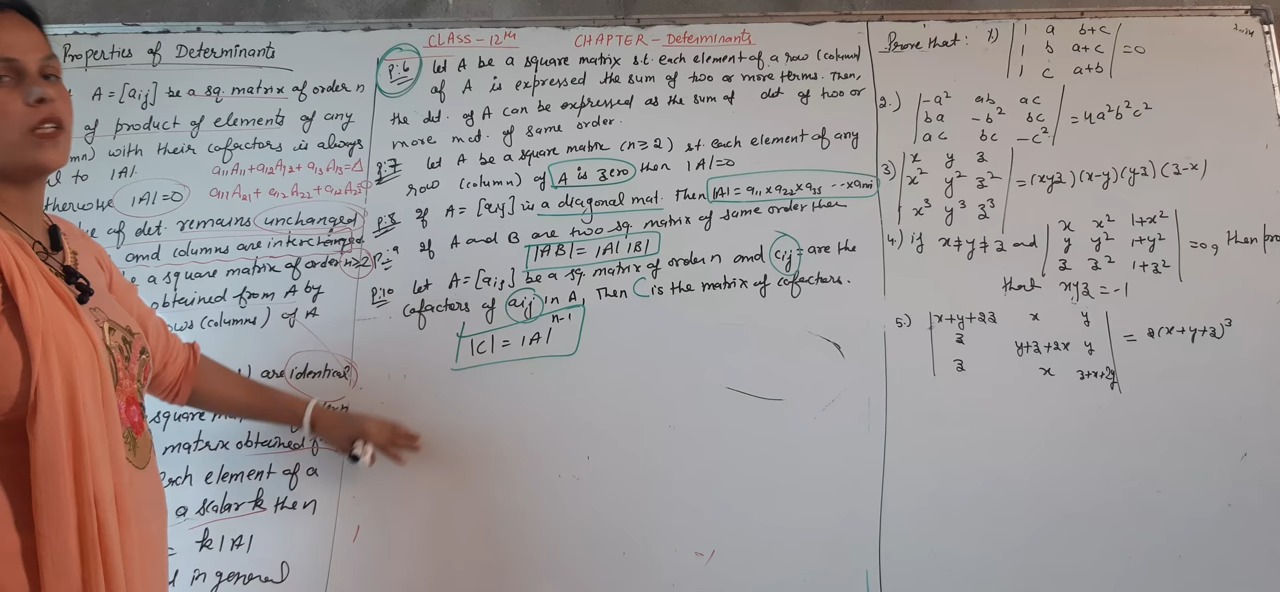 Properties of Determinants
A = [aij] be a sq. matrix of order n
of product of elements of any
mn) with their cofactors is always
to |A|.
a11A11 + a12A12 + a13A13 = Δ
a11A21 + a12A22 + a13A23 = 0
therwise |A| = 0
of det. remains unchanged
and columns are interchanged
a square matrix of order n≥2
obtained from A by
ows (columns) of A
are identical
square
matrix obtained
each element of a
a scalar k then
= k|A|
in general
CLASS - 12th CHAPTER - Determinants
P:6 let A be a square matrix s.t. each element of a row (column)
of A is expressed the sum of two or more terms. Then,
the det. of A can be expressed as the sum of det of two or
more mat. of same order.
P:7 let A be a square matrix (n≥2) s.t. each element of any
row (column) of A is zero then |A|=0
P:8 If A = [aij] is a diagonal mat. Then |A| = a11 x a22 x a33 ... x ann
P:9 If A and B are two sq. matrix of same order then
|AB| = |A| |B|
P:10 let A = [aij] be a sq. matrix of order n and cij = are the
cofactors of aij in A, Then C is the matrix of cofactors.
|C| = |A|^n-1
Prove that: 1) | 1 a b+c |
| 1 b a+c | = 0
| 1 c a+b |
2.) | -a² ab ac |
| ba -b² bc | = 4a²b²c²
| ac bc -c² |
3) | x y z |
| x² y² z² | = (xyz)(x-y)(yz)(z-x)
| x³ y³ z³ |
4.) if x≠y≠z and | x x² 1+x² |
| y y² 1+y² | = 0, then pro
| z z² 1+z² |
that xyz = -1
5.) | x+y+2z x y |
| z y+z+2x y | = 2(x+y+z)³
| z x z+x+2y |